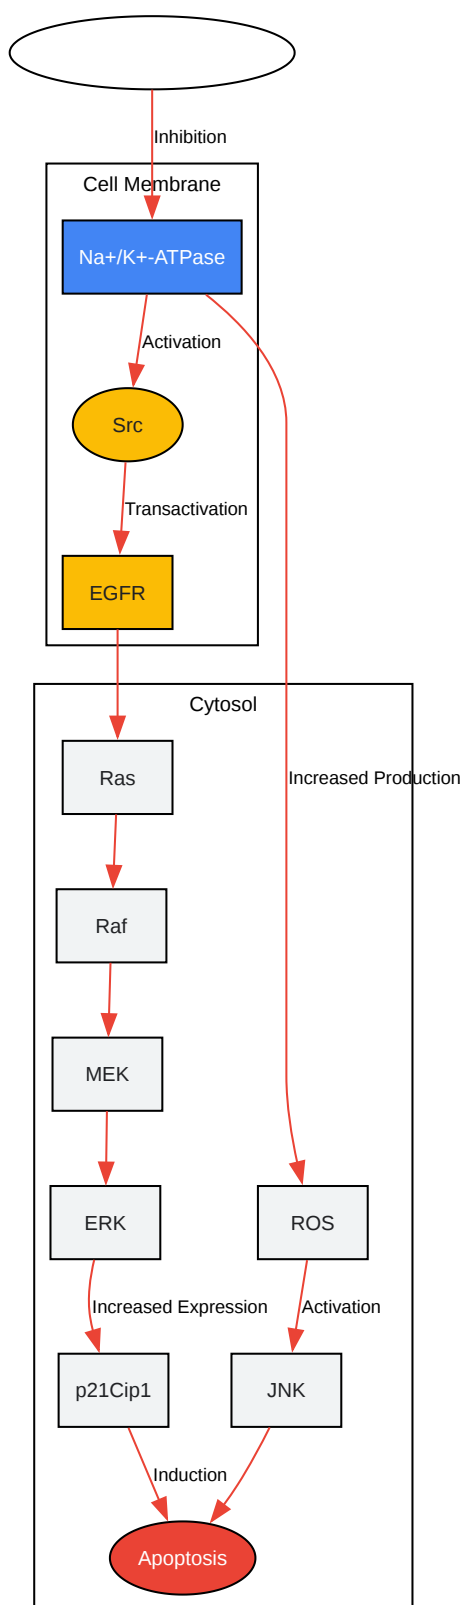 Inhibition
Cell Membrane
Na+/K+-ATPase
Activation
Src
Transactivation
EGFR
Cytosol
Ras
Increased Production
Raf
MEK
ERK
ROS
Increased Expression
Activation
p21Cip1
JNK
Induction
Apoptosis